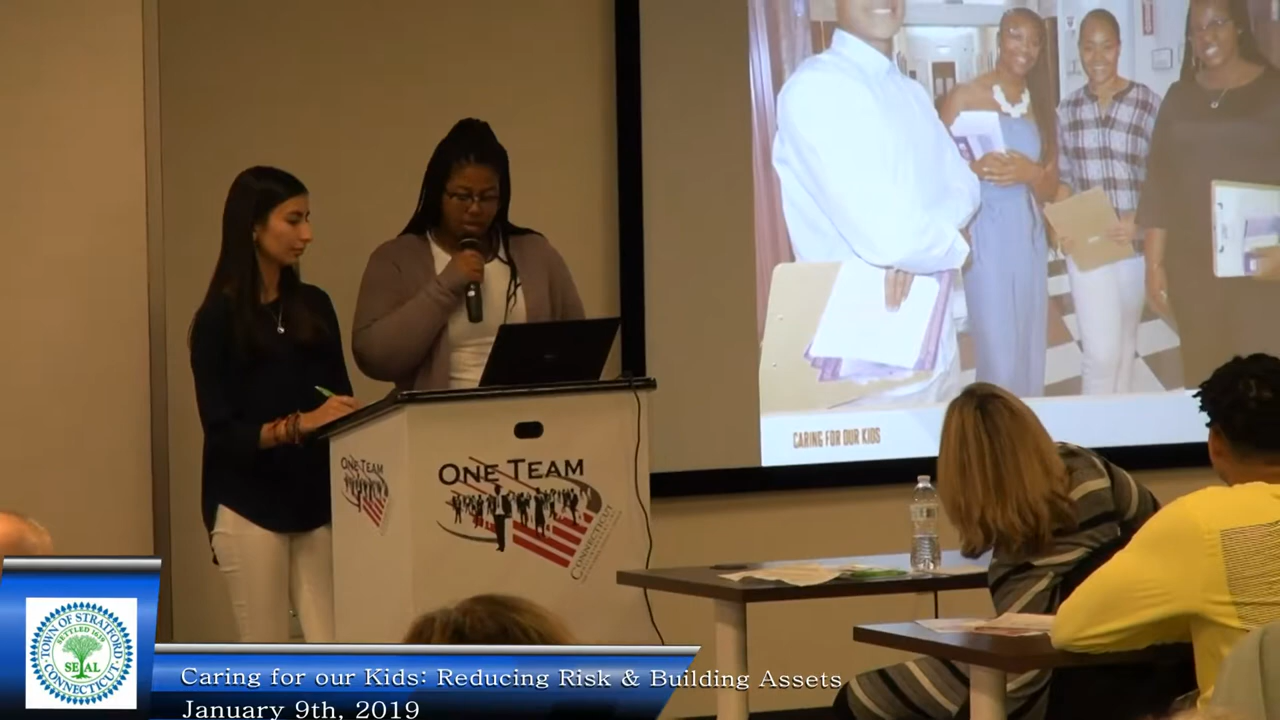 CARING FOR OUR KIDS
ONE TEAM
ONE TEAM
CONNECTICUT
TOWN OF STRATFORD
SETTLED 1639
SEAL
CONNECTICUT
Caring for our Kids: Reducing Risk & Building Assets
January 9th, 2019